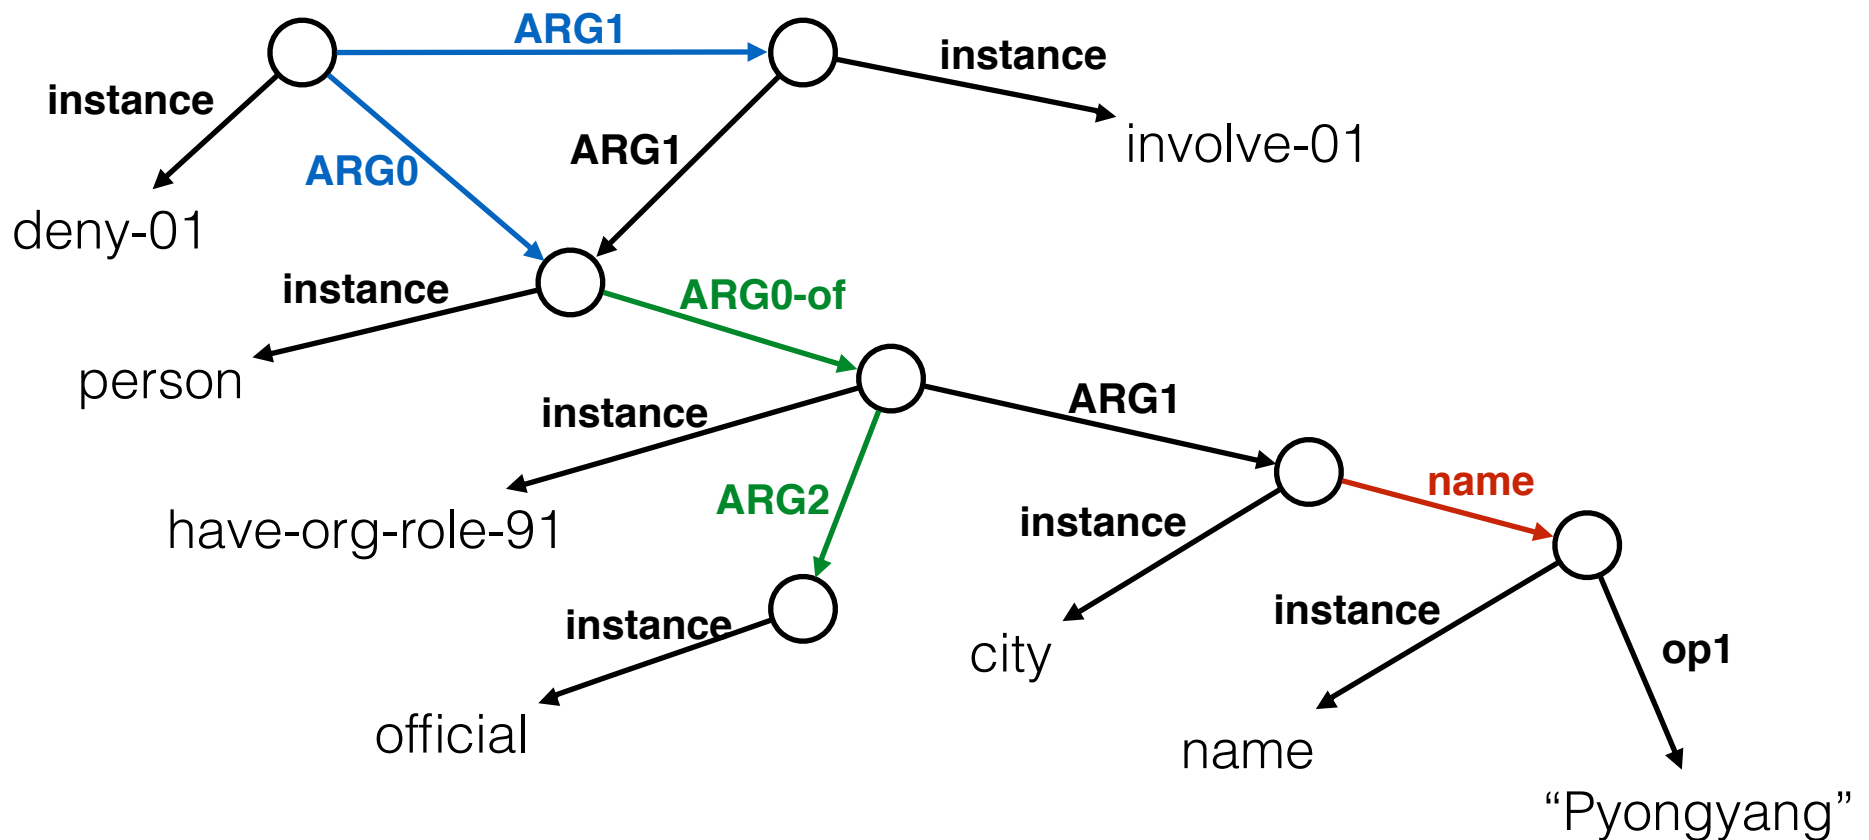 ARG1
instance
instance
ARG1
involve-01
ARG0
deny-01
instance
ARG0-of
person
instance
ARG1
name
ARG2
instance
have-org-role-91
instance
instance
op1
city
official
name
“Pyongyang”